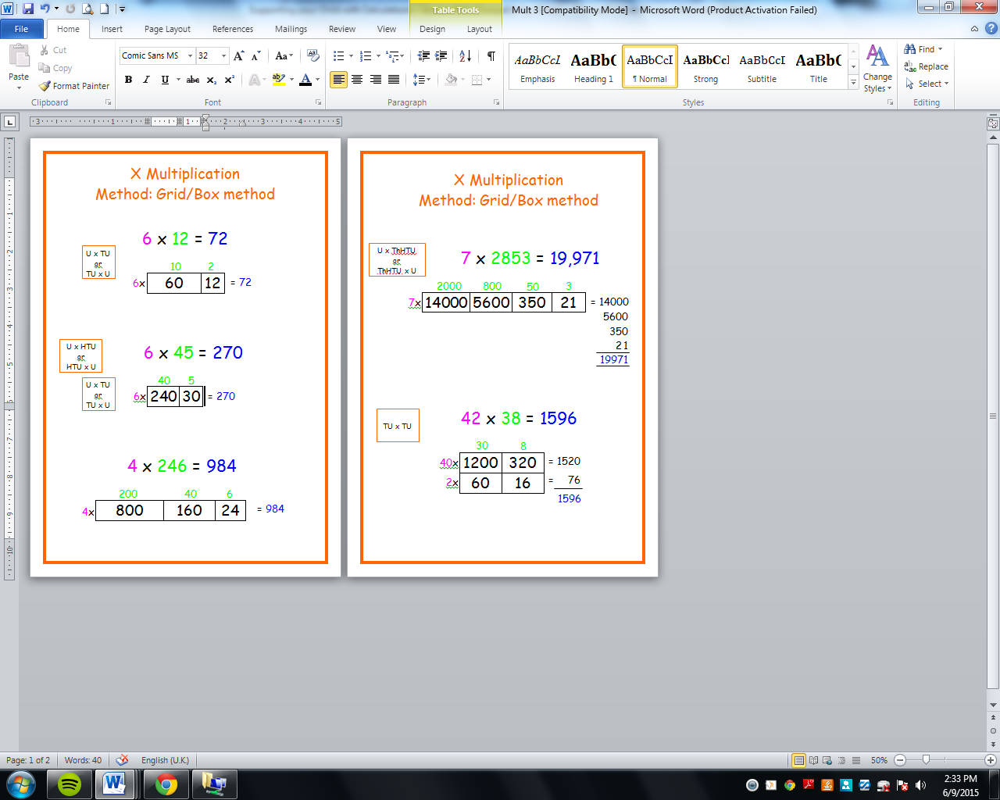 Mult 3 [Compatibility Mode] - Microsoft Word (Product Activation Failed)
Table Tools
File Home Insert Page Layout References Mailings Review View Design Layout
Paste
Cut
Copy
Format Painter
Clipboard
Comic Sans MS 32
Font
Paragraph
AaBbCcI Emphasis
AaBbC Heading 1
AaBbCcI ¶ Normal
AaBbCcI Strong
AaBbCcI Subtitle
AaBbC Title
Change Styles
Styles
Find
Replace
Select
Editing
X Multiplication
Method: Grid/Box method
6 x 12 = 72
U x TU
or
TU x U
10 2
6x 60 12 = 72
U x HTU
or
HTU x U
6 x 45 = 270
U x TU
or
TU x U
40 5
6x 240 30 = 270
4 x 246 = 984
200 40 6
4x 800 160 24 = 984
X Multiplication
Method: Grid/Box method
U x ThHTU
or
ThHTU x U
7 x 2853 = 19,971
2000 800 50 3
7x 14000 5600 350 21 = 14000
5600
350
21
19971
TU x TU
42 x 38 = 1596
30 8
40x 1200 320 = 1520
2x 60 16 = 76
1596
Page: 1 of 2 Words: 40 English (U.K.) 50%
2:33 PM
6/9/2015